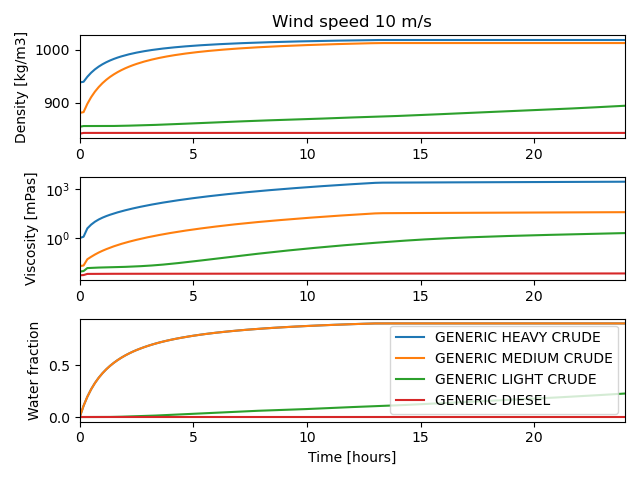 Wind speed 10 m/s
Density [kg/m3]
1000
900
0 5 10 15 20
Viscosity [mPas]
10³
10⁰
0 5 10 15 20
Water fraction
0.5
0.0
GENERIC HEAVY CRUDE
GENERIC MEDIUM CRUDE
GENERIC LIGHT CRUDE
GENERIC DIESEL
0 5 10 15 20
Time [hours]